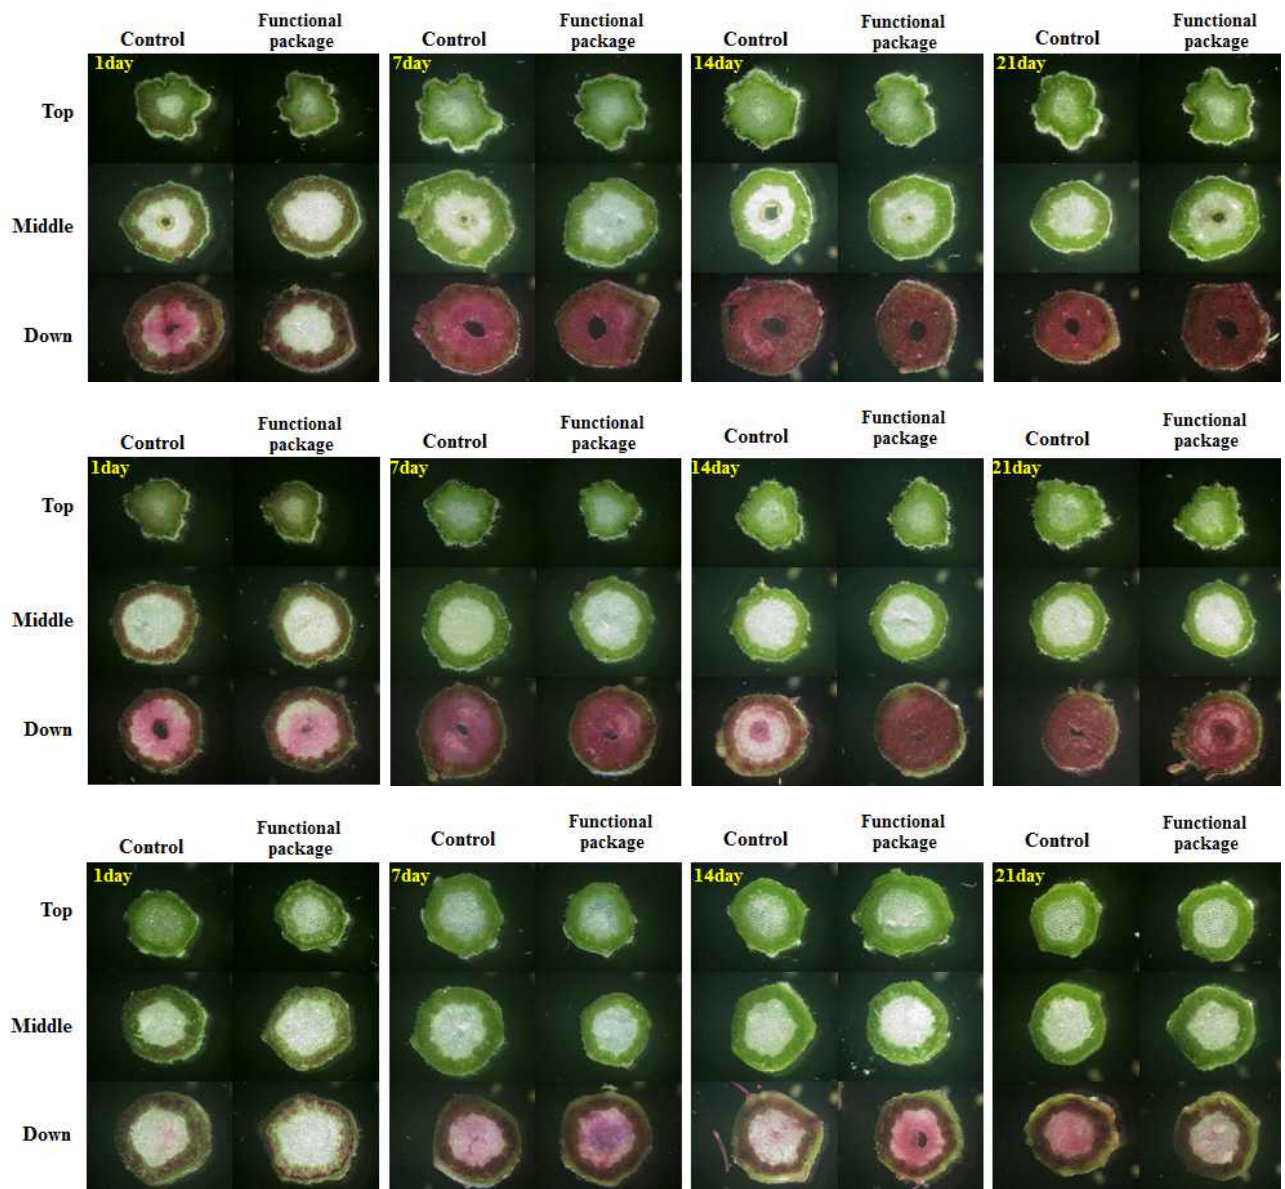 Control Functional package Control Functional package Control Functional package Control Functional package
1day 7day 14day 21day
Top
Middle
Down
Control Functional package Control Functional package Control Functional package Control Functional package
1day 7day 14day 21day
Top
Middle
Down
Control Functional package Control Functional package Control Functional package Control Functional package
1day 7day 14day 21day
Top
Middle
Down